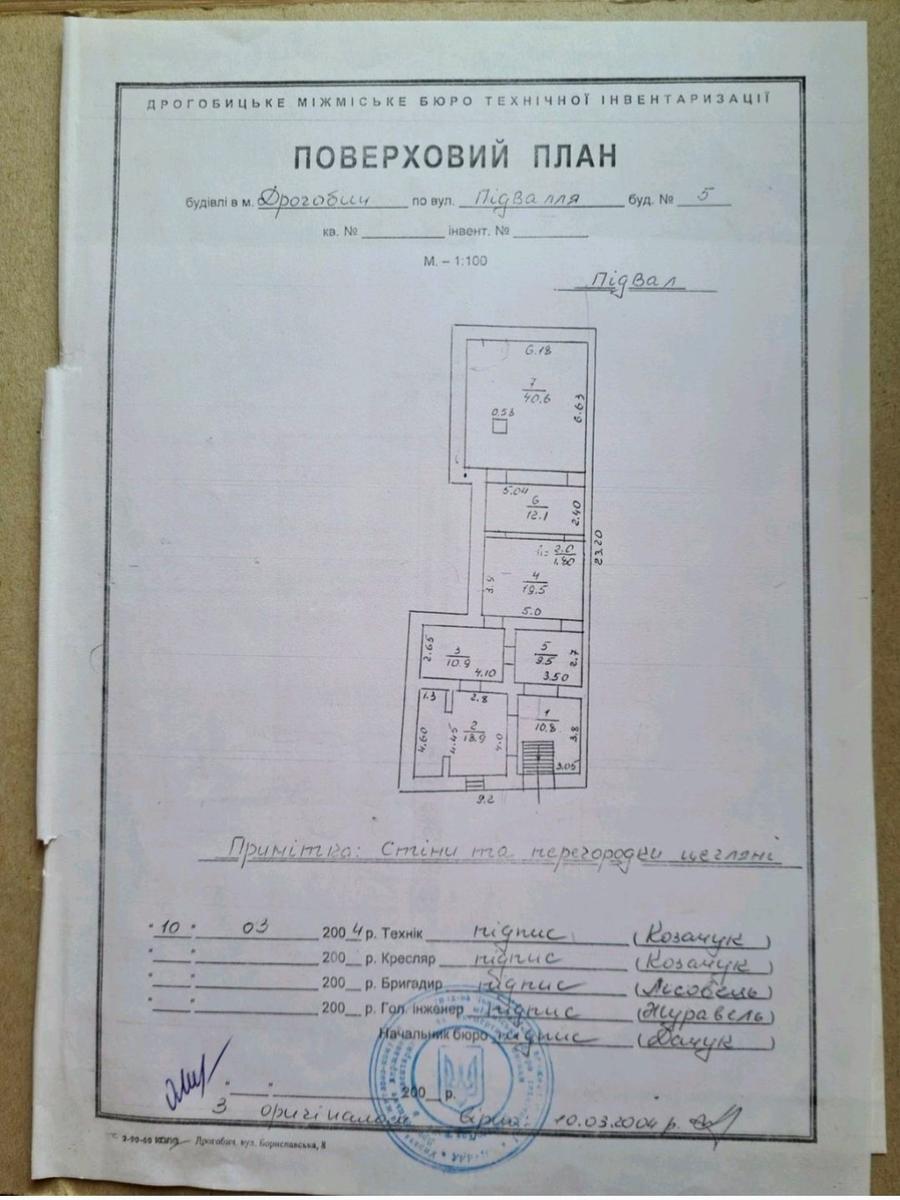 ДРОГОБИЦЬКЕ МІЖМІСЬКЕ БЮРО ТЕХНІЧНОЇ ІНВЕНТАРИЗАЦІЇ
ПОВЕРХОВИЙ ПЛАН
будівлі в м. Дрогобич по вул. Підвалля буд. № 5
кв. № інвент. №
М. – 1:100
Підвал
6.18
7
40.6
6.63
0.58
5.04
6
12.1
2.40
23.20
h= 2.0
1.80
4
19.5
3.9
5.0
2.65
3
10.9
4.10
5
9.5
2.7
3.50
1.3
2.8
1
10.8
3.8
4.60
4.45
2
18.9
4.0
3.05
9.2
Примітка: Стіни та перегородки цегляні
"10" 03 2004 р. Технік підпис (Козачук)
" " 200 р. Кресляр підпис (Козачук)
" " 200 р. Бригадир підпис (Лісобель)
" " 200 р. Гол. інженер підпис (Журавель)
Начальник бюро підпис (Дачук)
" " 200 р.
З оригіналом вірно: 10.03.2004 р.
Дрогобич, вул. Бориславська, 8